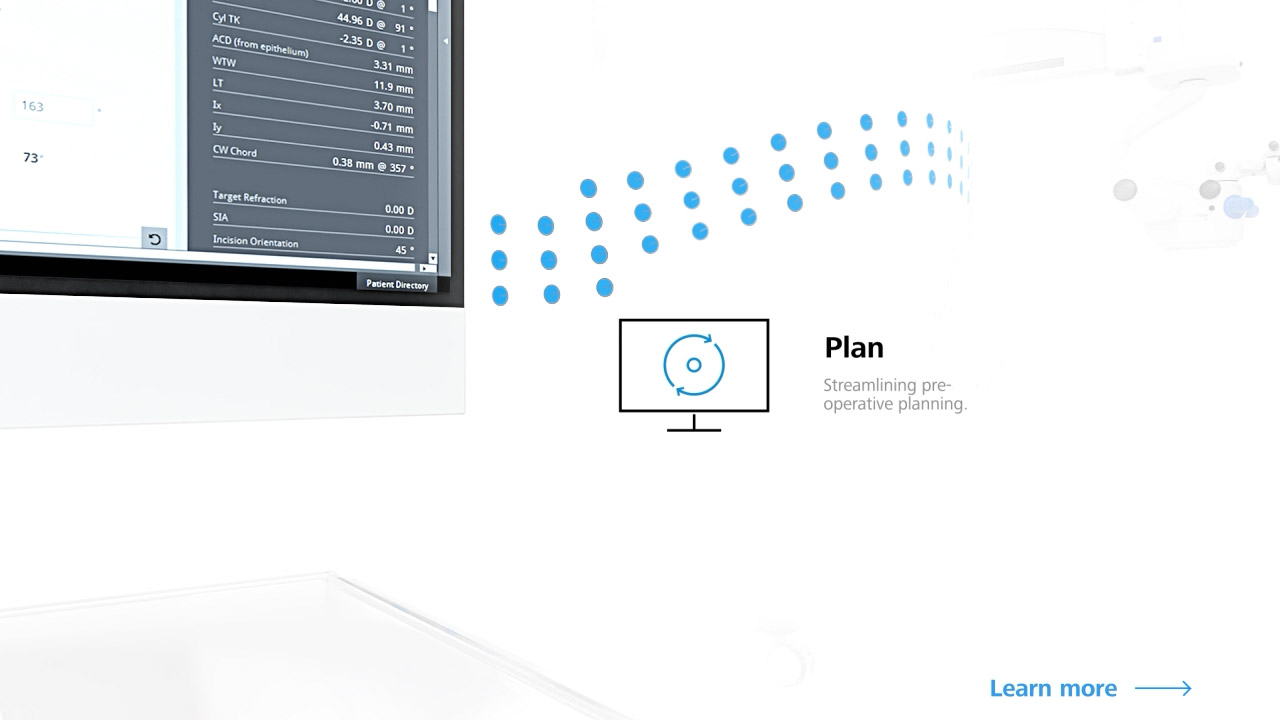 1°
44.96 D @ 91°
Cyl TK -2.35 D @ 1°
ACD (from epithelium) 3.31 mm
WTW 11.9 mm
LT 3.70 mm
Ix -0.71 mm
Iy 0.43 mm
CW Chord 0.38 mm @ 357°
Target Refraction 0.00 D
SIA 0.00 D
Incision Orientation 45°
163 °
73°
Patient Directory
Plan
Streamlining pre-
operative planning.
Learn more